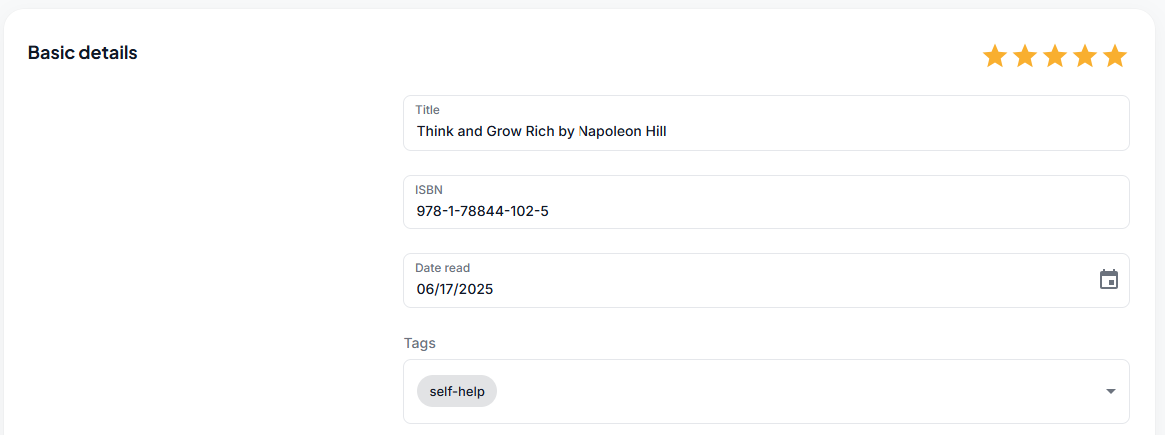 Basic details
Title
Think and Grow Rich by Napoleon Hill
ISBN
978-1-78844-102-5
Date read
06/17/2025
Tags
self-help